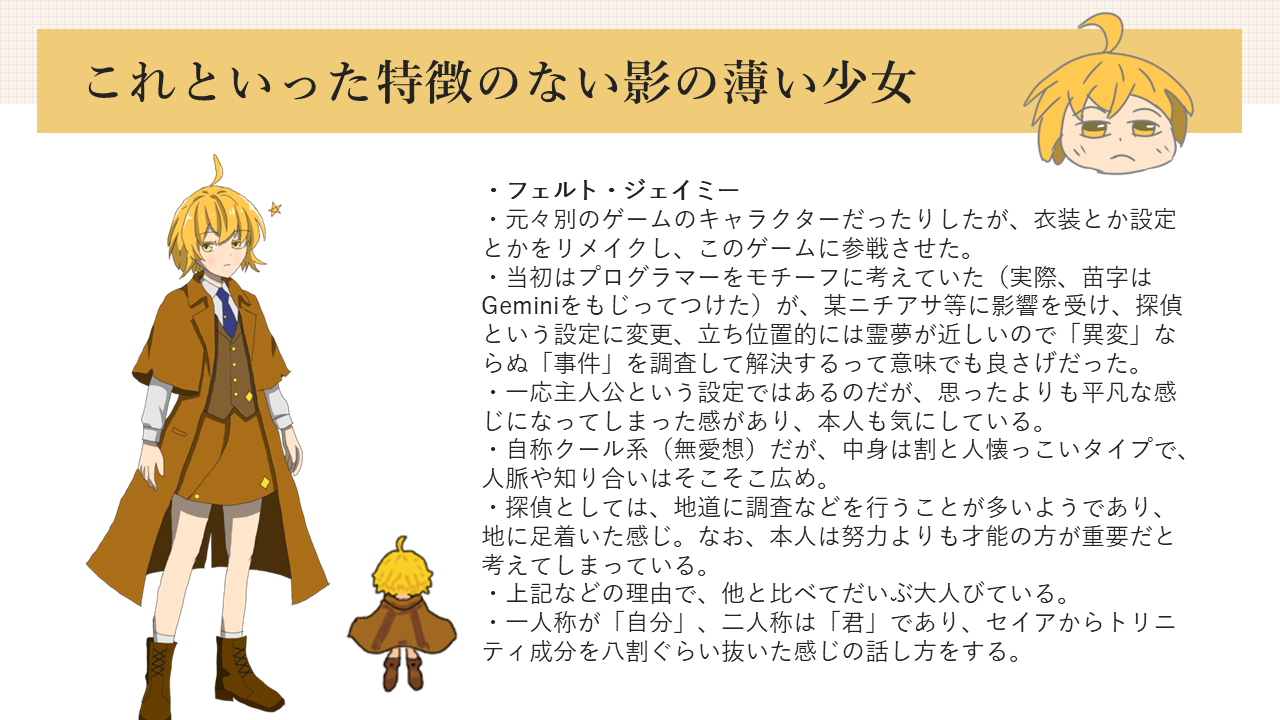 これといった特徴のない影の薄い少女
・フェルト・ジェイミー
・元々別のゲームのキャラクターだったりしたが、衣装とか設定
とかをリメイクし、このゲームに参戦させた。
・当初はプログラマーをモチーフに考えていた（実際、苗字は
Geminiをもじってつけた）が、某ニチアサ等に影響を受け、探偵
という設定に変更、立ち位置的には霊夢が近しいので「異変」な
らぬ「事件」を調査して解決するって意味でも良さげだった。
・一応主人公という設定ではあるのだが、思ったよりも平凡な感
じになってしまった感があり、本人も気にしている。
・自称クール系（無愛想）だが、中身は割と人懐っこいタイプで、
人脈や知り合いはそこそこ広め。
・探偵としては、地道に調査などを行うことが多いようであり、
地に足着いた感じ。なお、本人は努力よりも才能の方が重要だと
考えてしまっている。
・上記などの理由で、他と比べてだいぶ大人びている。
・一人称が「自分」、二人称は「君」であり、セイアからトリニ
ティ成分を八割ぐらい抜いた感じの話し方をする。